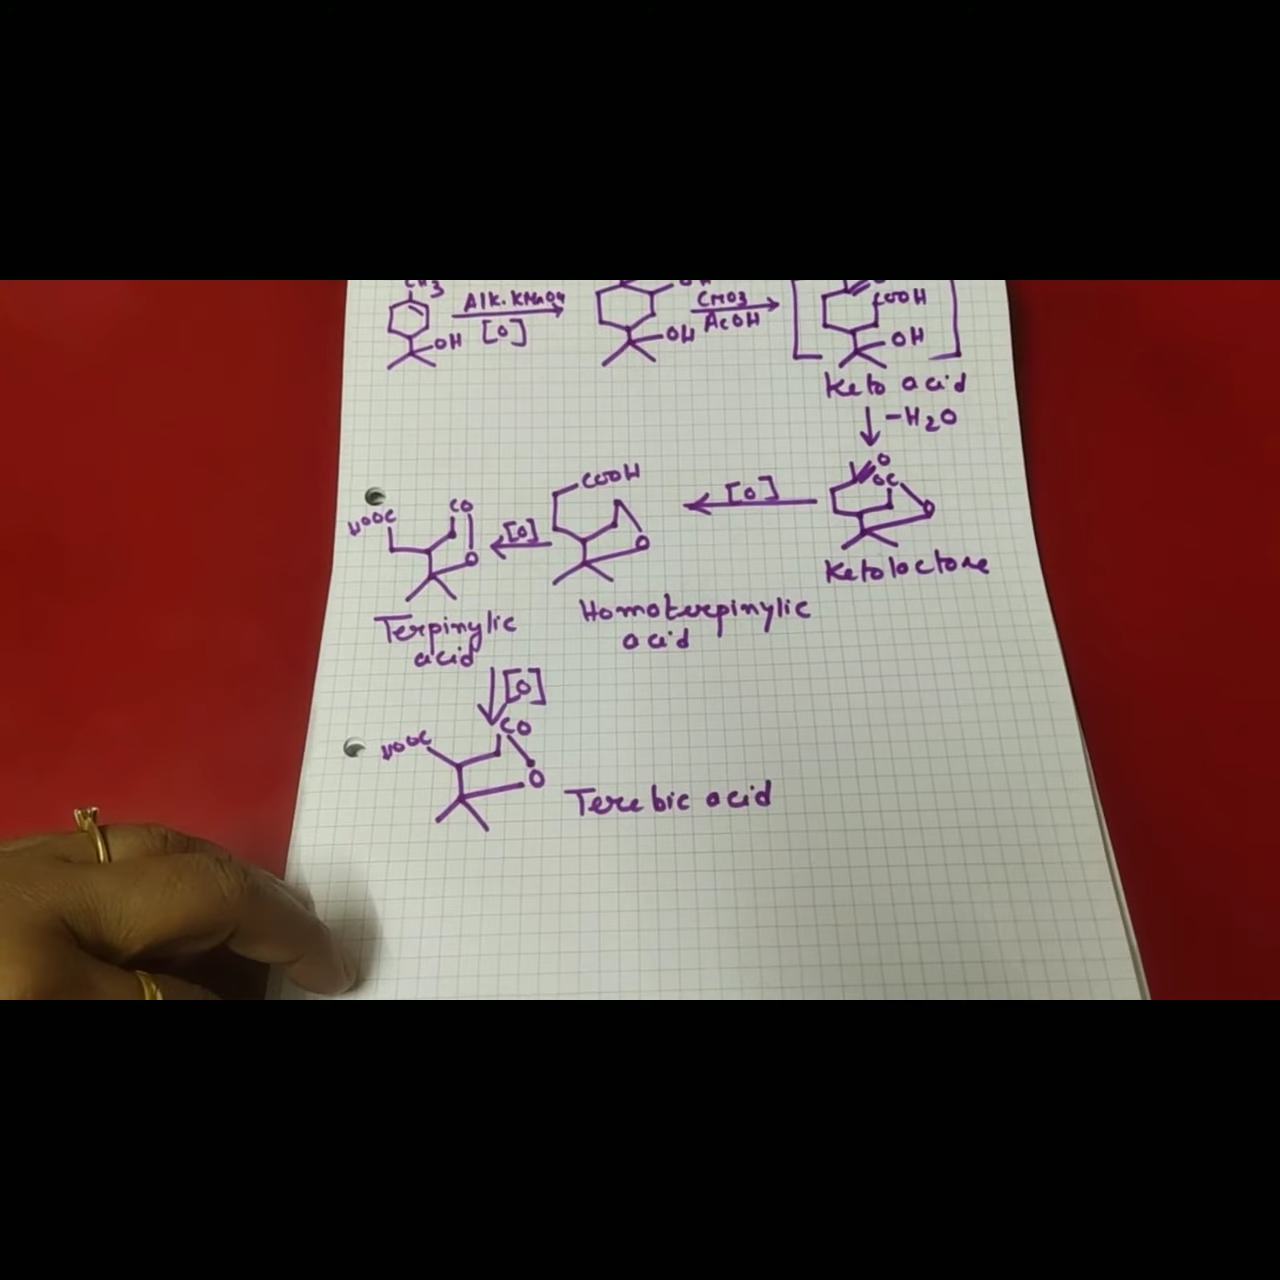 CH3
Alk. KMnO4
[O]
OH
OH
CrO3
AcOH
COOH
OH
Keto acid
-H2O
O
OC
O
Ketolactone
[O]
COOH
O
Homoterpinylic
acid
[O]
HOOC
CO
O
Terpinylic
acid
[O]
HOOC
CO
O
Terebic acid